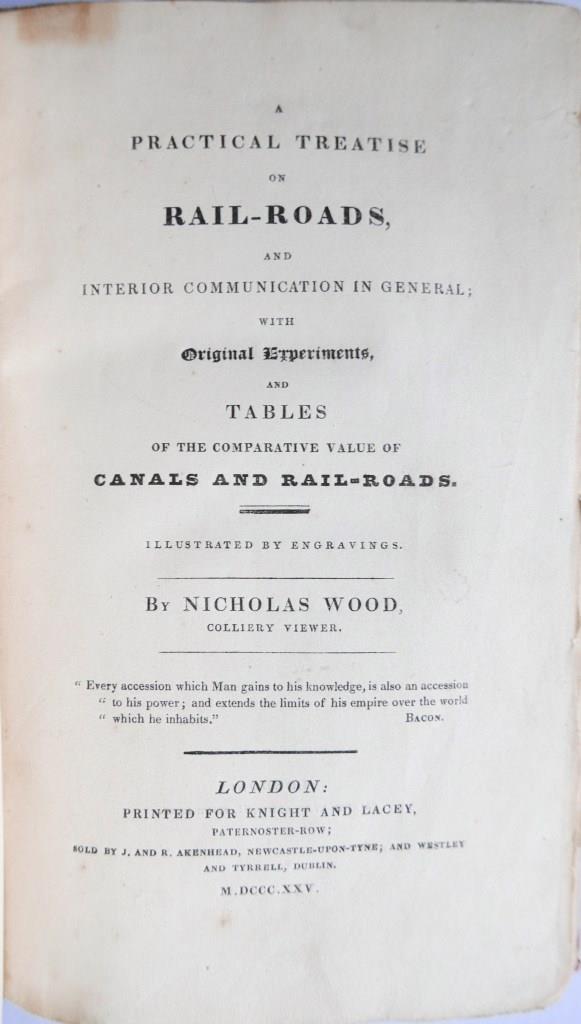 A
PRACTICAL TREATISE
ON
RAIL-ROADS,
AND
INTERIOR COMMUNICATION IN GENERAL;
WITH
Original Experiments,
AND
TABLES
OF THE COMPARATIVE VALUE OF
CANALS AND RAIL-ROADS.
ILLUSTRATED BY ENGRAVINGS.
BY NICHOLAS WOOD,
COLLIERY VIEWER.
“ Every accession which Man gains to his knowledge, is also an accession
“ to his power; and extends the limits of his empire over the world
“ which he inhabits.” BACON.
LONDON:
PRINTED FOR KNIGHT AND LACEY,
PATERNOSTER-ROW;
SOLD BY J. AND R. AKENHEAD, NEWCASTLE-UPON-TYNE; AND WESTLEY
AND TYRRELL, DUBLIN.
M.DCCC.XXV.